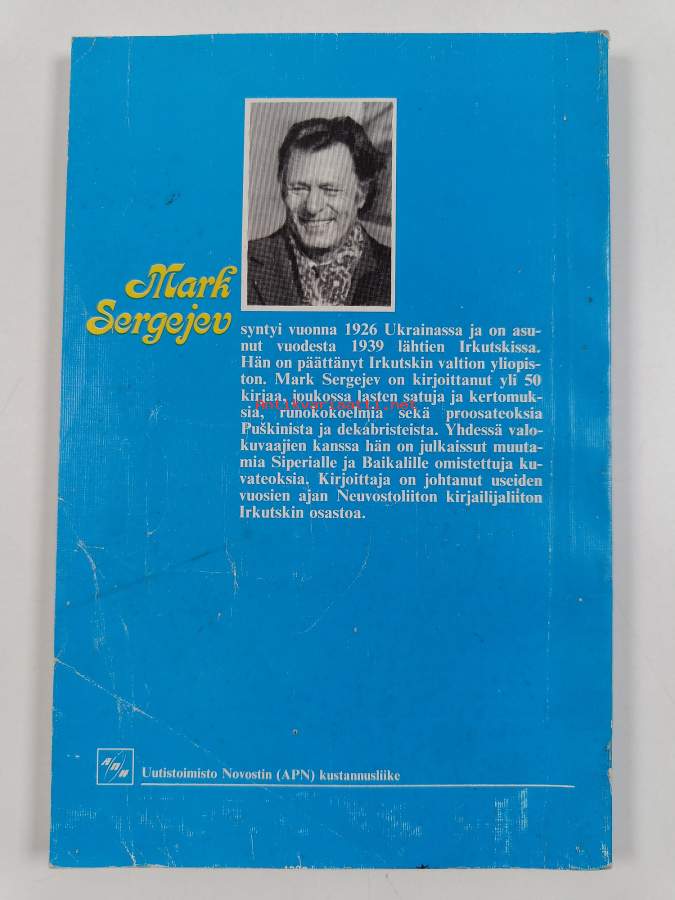 Mark
Sergejev
syntyi vuonna 1926 Ukrainassa ja on asu-
nut vuodesta 1939 lähtien Irkutskissa.
Hän on päättänyt Irkutskin valtion yliopis-
ton. Mark Sergejev on kirjoittanut yli 50
kirjaa, joukossa lasten satuja ja kertomuk-
Antikvariaatti.net
sia, runokokoelmia sekä proosateoksia
Puškinista ja dekabristeista. Yhdessä valo-
kuvaajien kanssa hän on julkaissut muuta-
mia Siperialle ja Baikalille omistettuja ku-
vateoksia. Kirjoittaja on johtanut useiden
vuosien ajan Neuvostoliiton kirjailijaliiton
Irkutskin osastoa.
АПН
Uutistoimisto Novostin (APN) kustannusliike